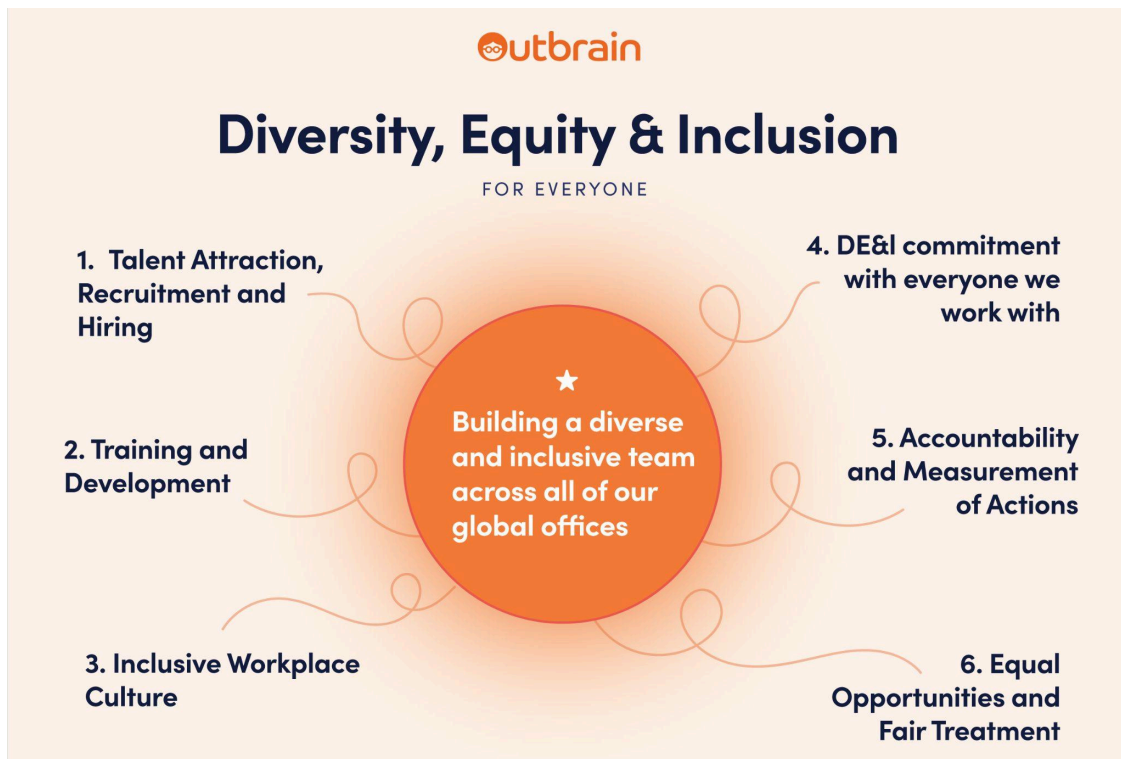 Outbrain
Diversity, Equity & Inclusion
FOR EVERYONE
1. Talent Attraction,
Recruitment and
Hiring
2. Training and
Development
3. Inclusive Workplace
Culture
Building a diverse
and inclusive team
across all of our
global offices
4. DE&I commitment
with everyone we
work with
5. Accountability
and Measurement
of Actions
6. Equal
Opportunities and
Fair Treatment